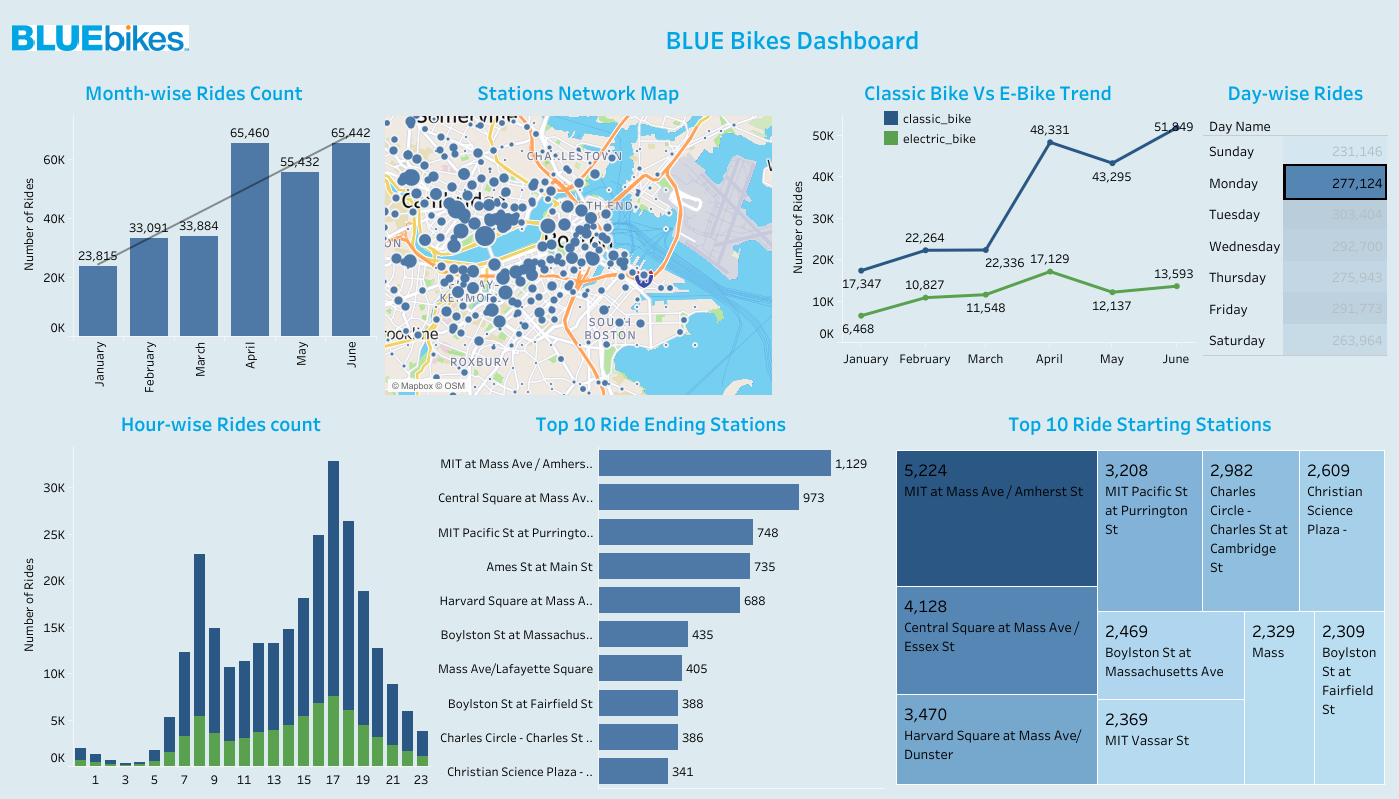 BLUEbikes
BLUE Bikes Dashboard
Month-wise Rides Count
Number of Rides
60K
40K
20K
0K
23,815
33,091
33,884
65,460
55,432
65,442
January
February
March
April
May
June
Stations Network Map
Somerville
CHARLESTOWN
TH END
SOUTH
BOSTON
ROXBURY
© Mapbox © OSM
Classic Bike Vs E-Bike Trend
classic_bike
electric_bike
Number of Rides
50K
40K
30K
20K
10K
0K
17,347
22,264
22,336
48,331
43,295
51,849
6,468
10,827
11,548
17,129
12,137
13,593
January
February
March
April
May
June
Day-wise Rides
Day Name
Sunday 231,146
Monday 277,124
Tuesday 303,404
Wednesday 292,700
Thursday 275,943
Friday 291,773
Saturday 263,964
Hour-wise Rides count
Number of Rides
30K
25K
20K
15K
10K
5K
0K
1 3 5 7 9 11 13 15 17 19 21 23
Top 10 Ride Ending Stations
MIT at Mass Ave / Amhers.. 1,129
Central Square at Mass Av.. 973
MIT Pacific St at Purringto.. 748
Ames St at Main St 735
Harvard Square at Mass A.. 688
Boylston St at Massachus.. 435
Mass Ave/Lafayette Square 405
Boylston St at Fairfield St 388
Charles Circle - Charles St .. 386
Christian Science Plaza - .. 341
Top 10 Ride Starting Stations
5,224
MIT at Mass Ave / Amherst St
4,128
Central Square at Mass Ave /
Essex St
3,470
Harvard Square at Mass Ave/
Dunster
3,208
MIT Pacific St
at Purrington
St
2,982
Charles
Circle -
Charles St at
Cambridge
St
2,609
Christian
Science
Plaza -
2,469
Boylston St at
Massachusetts Ave
2,369
MIT Vassar St
2,329
Mass
2,309
Boylston
St at
Fairfield
St